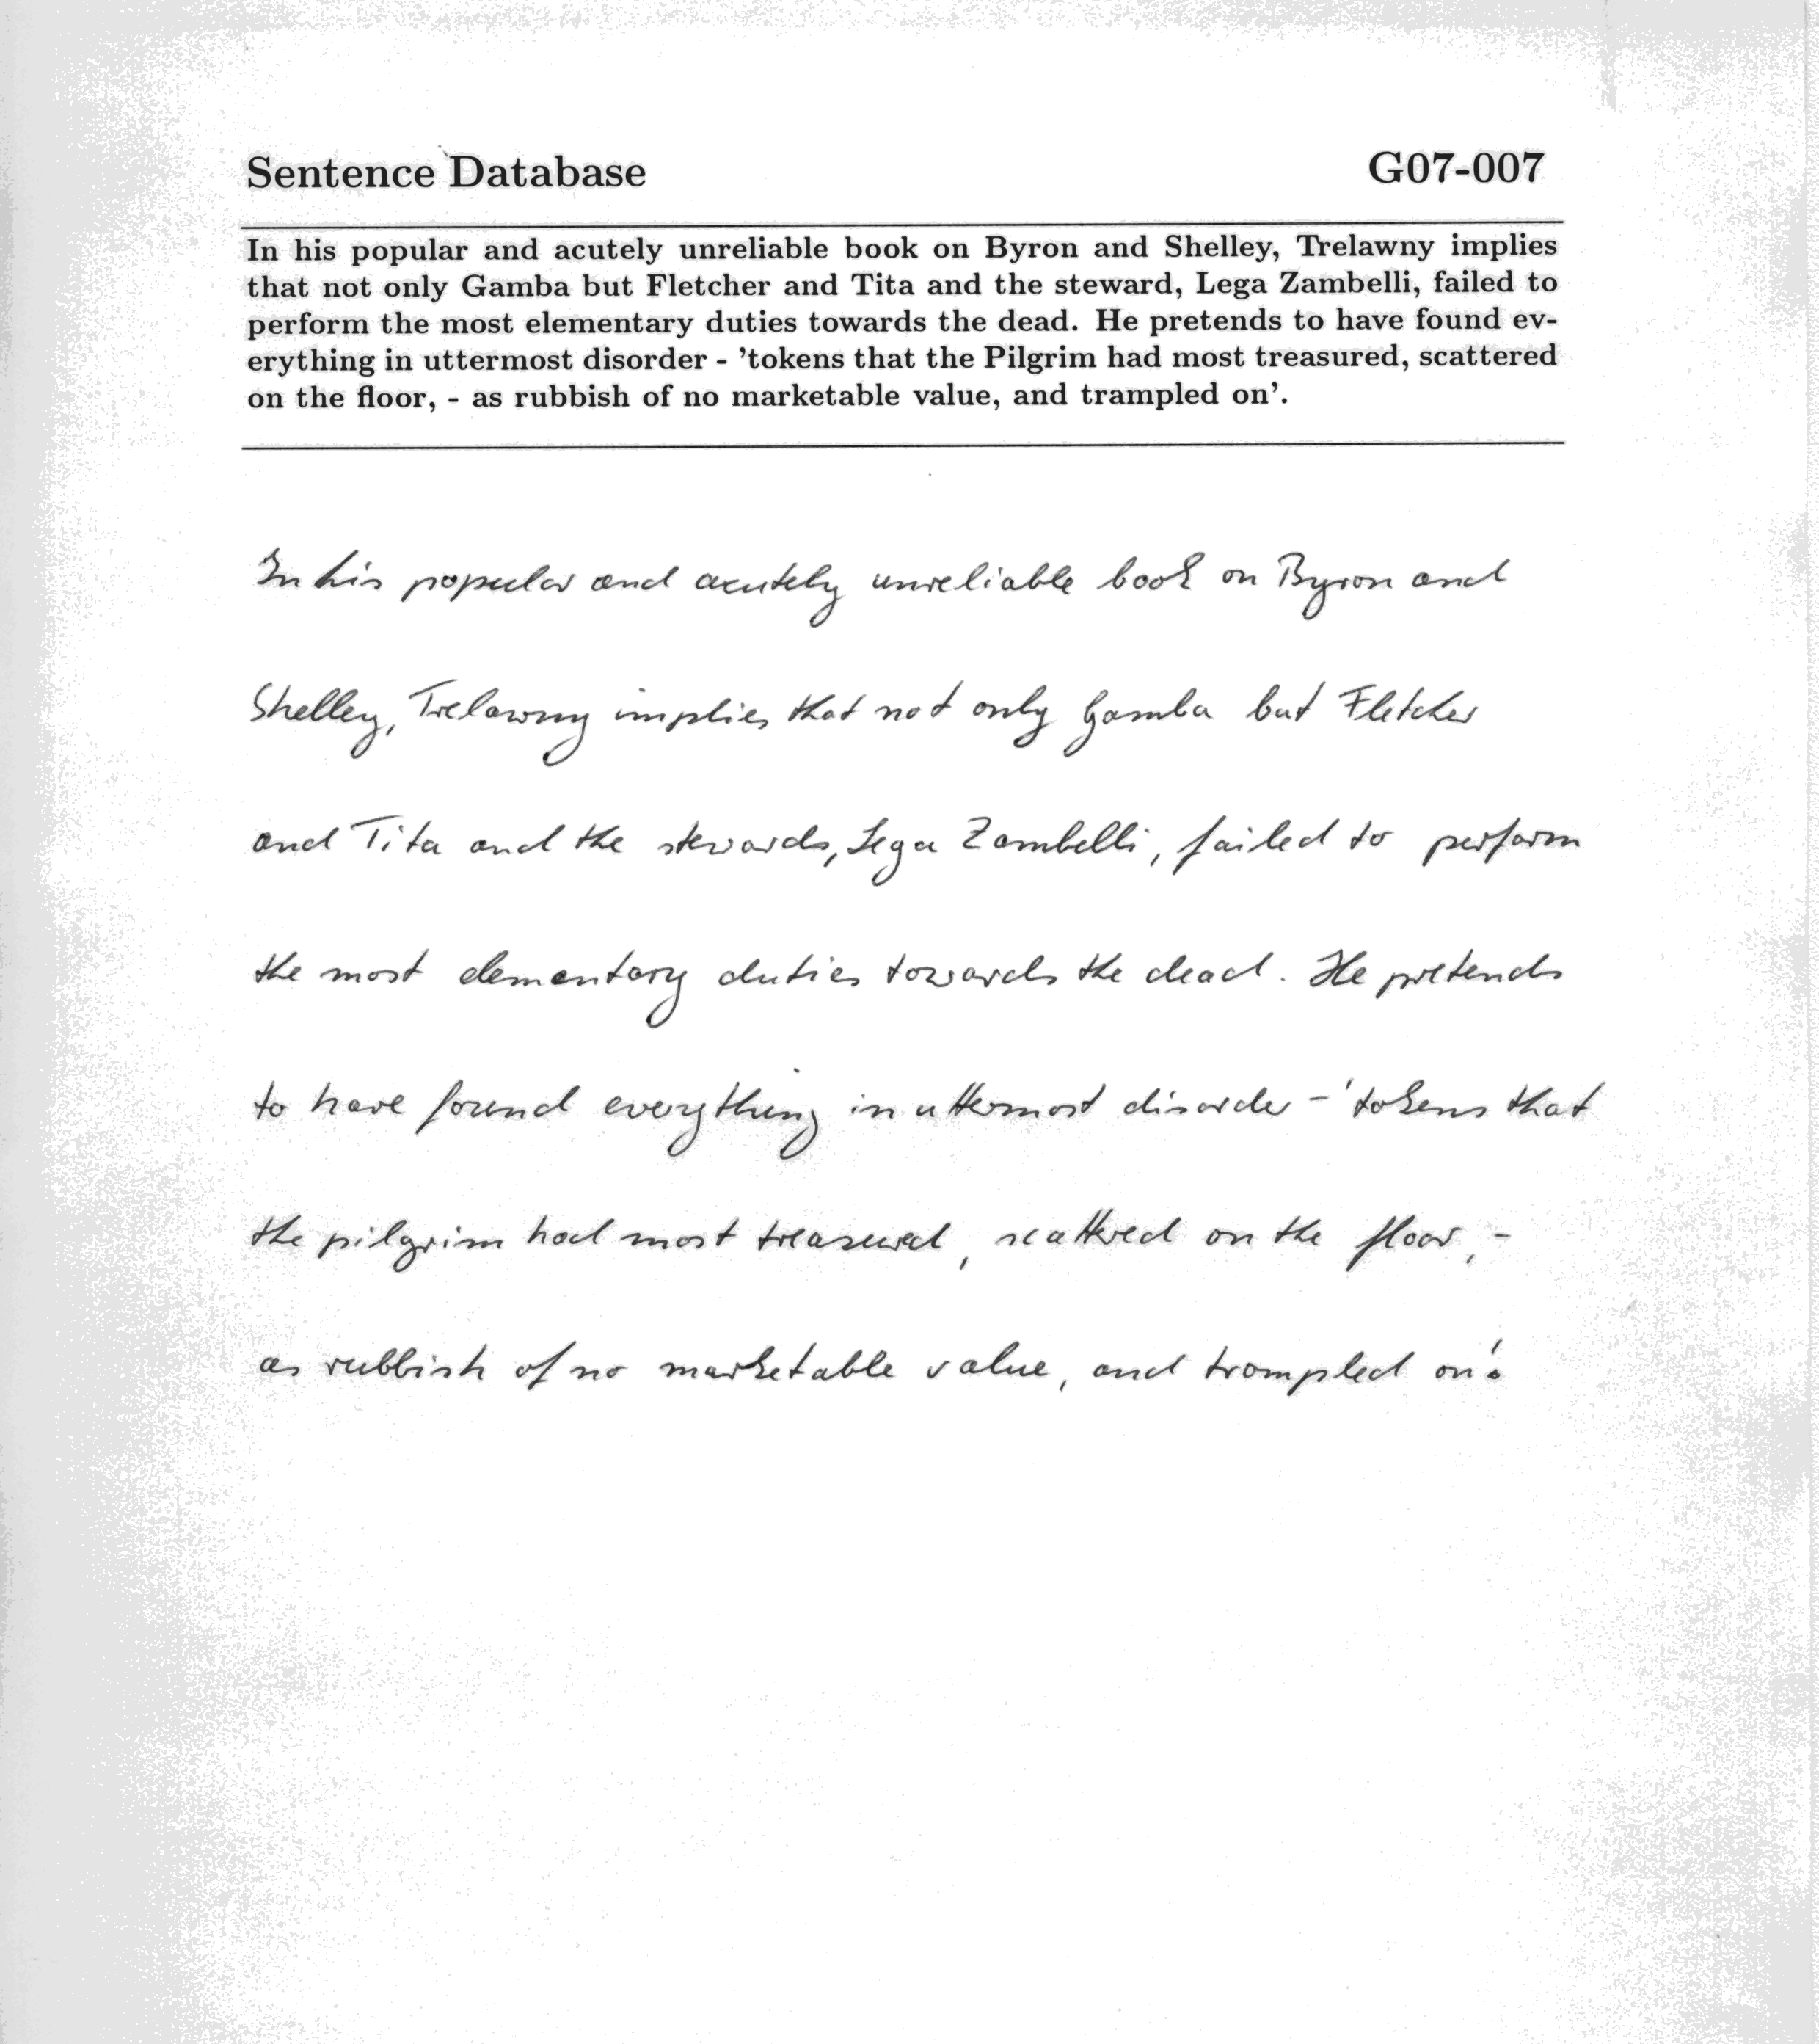 Sentence Database G07-007
In his popular and acutely unreliable book on Byron and Shelley, Trelawny implies
that not only Gamba but Fletcher and Tita and the steward, Lega Zambelli, failed to
perform the most elementary duties towards the dead. He pretends to have found ev-
erything in uttermost disorder - 'tokens that the Pilgrim had most treasured, scattered
on the floor, - as rubbish of no marketable value, and trampled on'.
In his popular and acutely unreliable book on Byron and
Shelley, Trelawny implies that not only Gamba but Fletcher
and Tita and the stewards, Lega Zambelli, failed to perform
the most elementary duties towards the dead. He pretends
to have found everything in uttermost disorder - 'tokens that
the pilgrim had most treasured, scattered on the floor, -
as rubbish of no marketable value, and trampled on'.